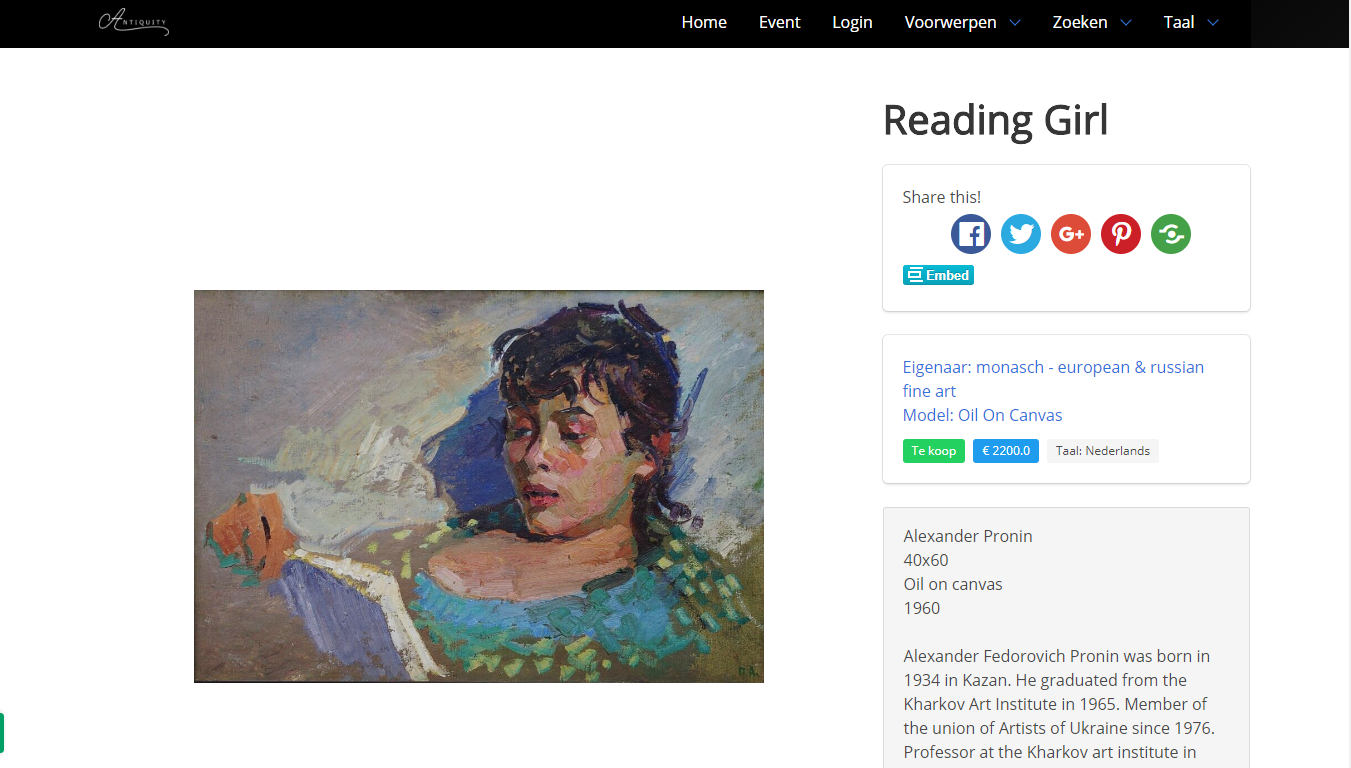 ANTIQUITY
Home Event Login Voorwerpen Zoeken Taal
Reading Girl
Share this!
G+
Embed
Eigenaar: monasch - european & russian
fine art
Model: Oil On Canvas
Te koop € 2200.0 Taal: Nederlands
Alexander Pronin
40x60
Oil on canvas
1960
Alexander Fedorovich Pronin was born in
1934 in Kazan. He graduated from the
Kharkov Art Institute in 1965. Member of
the union of Artists of Ukraine since 1976.
Professor at the Kharkov art institute in